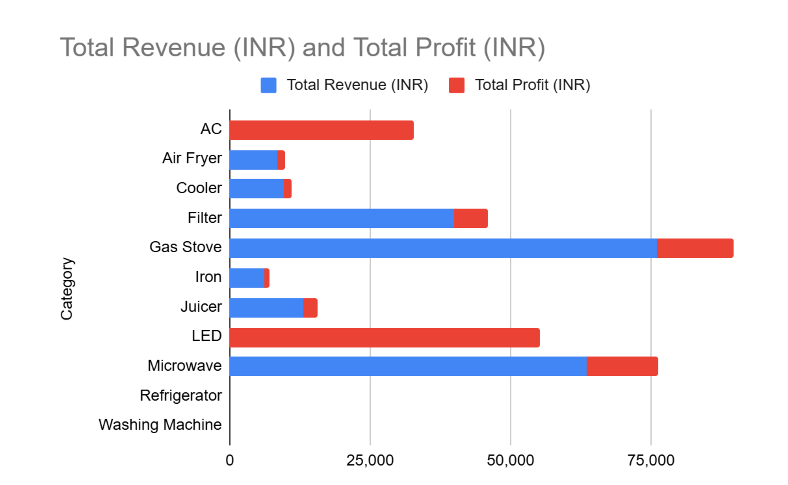 Total Revenue (INR) and Total Profit (INR)
Total Revenue (INR) Total Profit (INR)
AC
Air Fryer
Cooler
Filter
Gas Stove
Iron
Juicer
LED
Microwave
Refrigerator
Washing Machine
Category
0 25,000 50,000 75,000